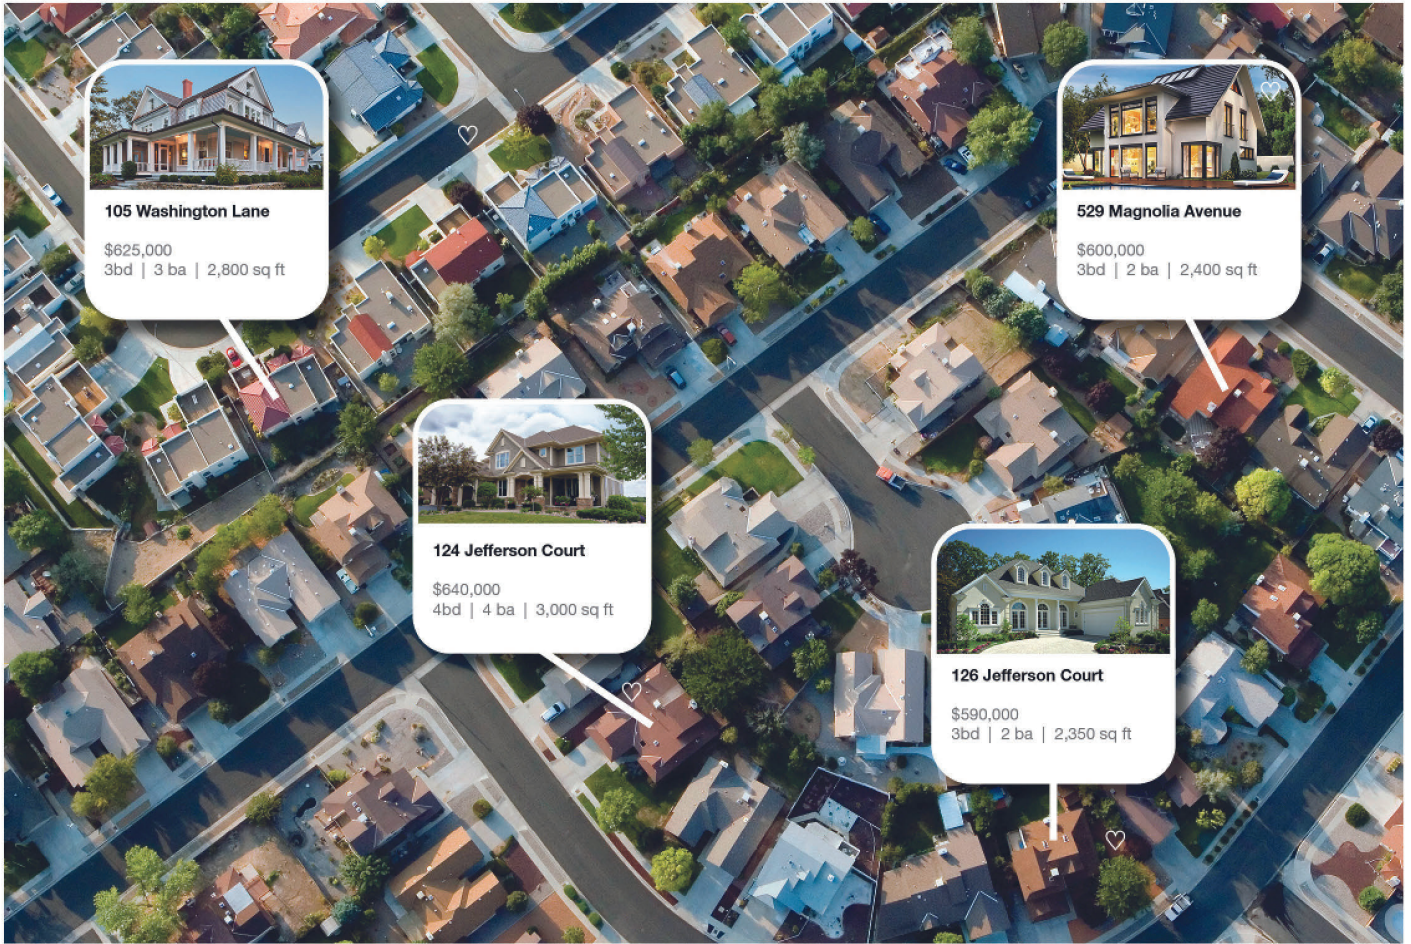 105 Washington Lane
$625,000
3bd | 3 ba | 2,800 sq ft
529 Magnolia Avenue
$600,000
3bd | 2 ba | 2,400 sq ft
124 Jefferson Court
$640,000
4bd | 4 ba | 3,000 sq ft
126 Jefferson Court
$590,000
3bd | 2 ba | 2,350 sq ft